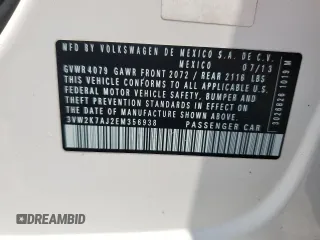 MFD BY VOLKSWAGEN DE MEXICO S.A. DE C.V.
MEXICO 07/13
GVWR 4079 GAWR FRONT 2072 / REAR 2116 LBS
THIS VEHICLE CONFORMS TO ALL APPLICABLE
FEDERAL MOTOR VEHICLE SAFETY, BUMPER, AND
THEFT PREVENTION STANDARDS IN EFFECT ON THE
DATE OF MANUFACTURE SHOWN ABOVE.
3VW2K7AJ2EM356938 PASSENGER CAR
DREAMBID